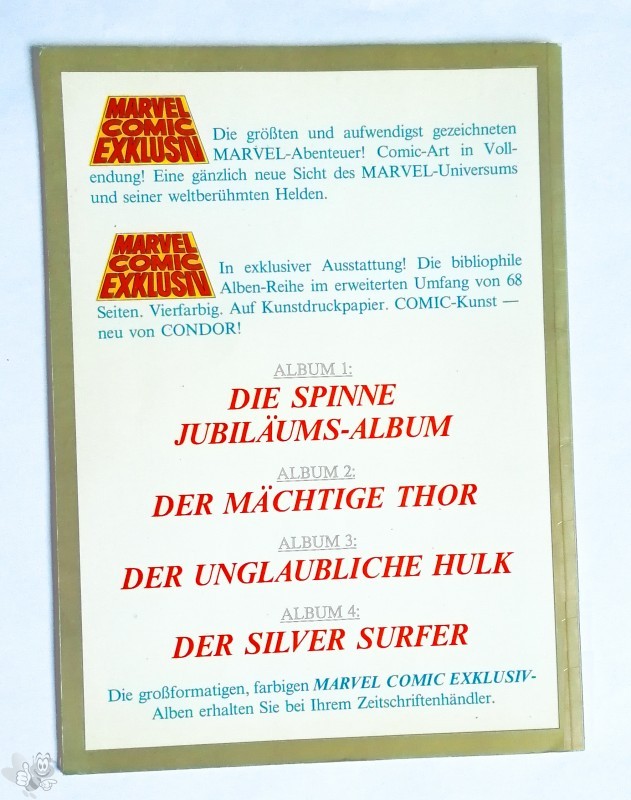 MARVEL
COMIC
EXKLUSIV
Die größten und aufwendigst gezeichneten
MARVEL-Abenteuer! Comic-Art in Voll-
endung! Eine gänzlich neue Sicht des MARVEL-Universums
und seiner weltberühmten Helden.
MARVEL
COMIC
EXKLUSIV
In exklusiver Ausstattung! Die bibliophile
Alben-Reihe im erweiterten Umfang von 68
Seiten. Vierfarbig. Auf Kunstdruckpapier. COMIC-Kunst —
neu von CONDOR!
ALBUM 1:
DIE SPINNE
JUBILÄUMS-ALBUM
ALBUM 2:
DER MÄCHTIGE THOR
ALBUM 3:
DER UNGLAUBLICHE HULK
ALBUM 4:
DER SILVER SURFER
Die großformatigen, farbigen MARVEL COMIC EXKLUSIV-
Alben erhalten Sie bei Ihrem Zeitschriftenhändler.